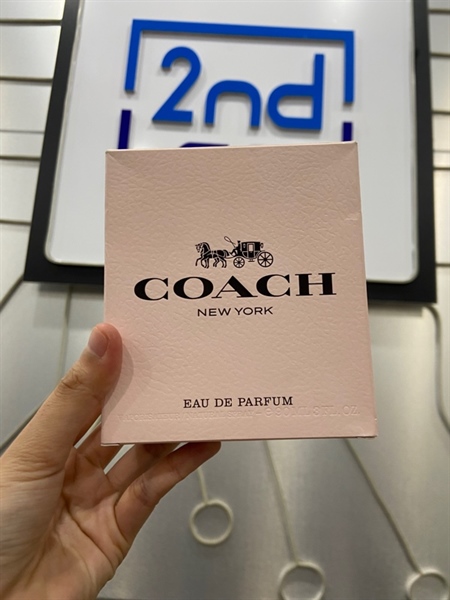 2nd
COACH
NEW YORK
EAU DE PARFUM